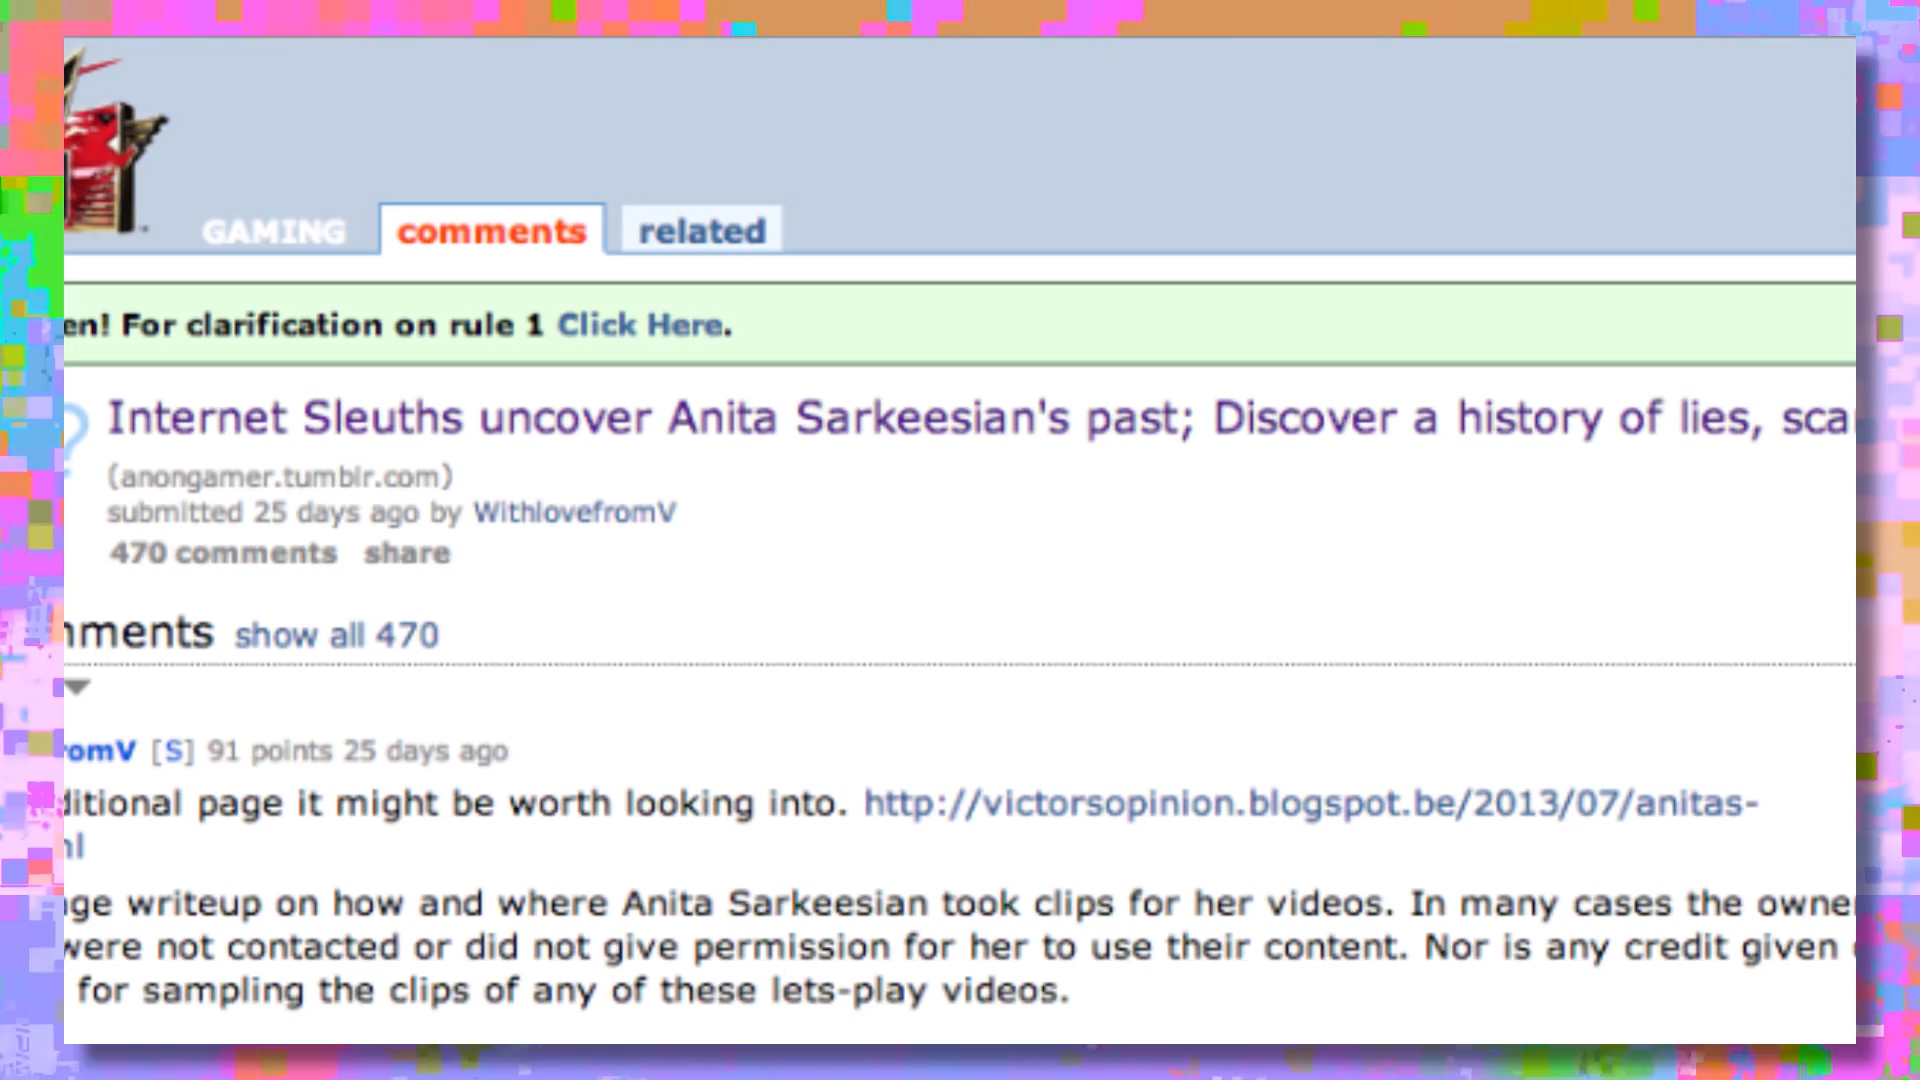 GAMING comments related
en! For clarification on rule 1 Click Here.
Internet Sleuths uncover Anita Sarkeesian's past; Discover a history of lies, sca
(anongamer.tumblr.com)
submitted 25 days ago by WithlovefromV
470 comments share
mments show all 470
romV [S] 91 points 25 days ago
ditional page it might be worth looking into. http://victorsopinion.blogspot.be/2013/07/anitas-
nl
ge writeup on how and where Anita Sarkeesian took clips for her videos. In many cases the owne
were not contacted or did not give permission for her to use their content. Nor is any credit given
for sampling the clips of any of these lets-play videos.